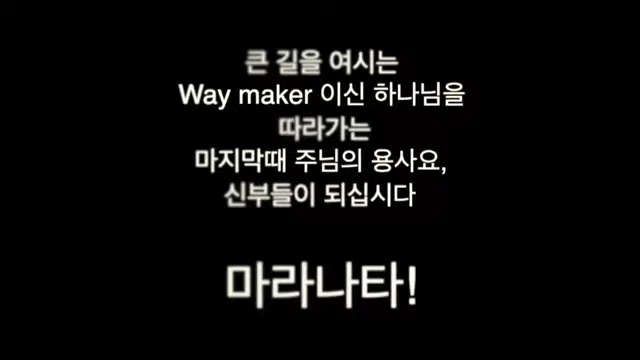 큰 길을 여시는
Way maker 이신 하나님을
따라가는
마지막때 주님의 용사요,
신부들이 되십시다
마라나타!